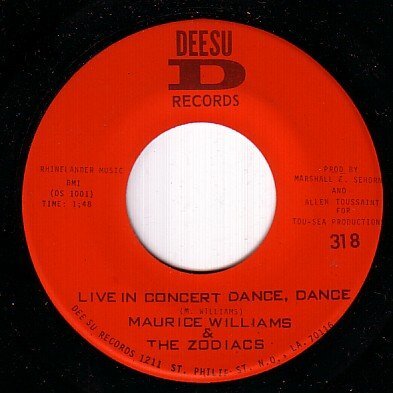 DEESU
D
RECORDS
RHINELANDER MUSIC
BMI
(DS 1001)
TIME: 1:48
PROD BY
MARSHALL E. SEHORN
AND
ALLEN TOUSSAINT
FOR
TOU-SEA PRODUCTIONS
318
LIVE IN CONCERT DANCE, DANCE
(M. WILLIAMS)
MAURICE WILLIAMS
&
THE ZODIACS
DEESU RECORDS 1211 ST. PHILIP ST. N.O., LA. 70116